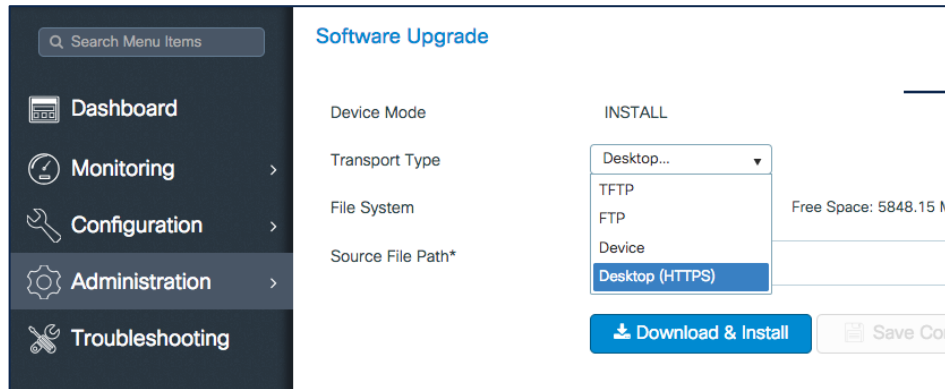 Search Menu Items
Dashboard
Monitoring
Configuration
Administration
Troubleshooting
Software Upgrade
Device Mode
INSTALL
Transport Type
Desktop...
TFTP
FTP
Device
Desktop (HTTPS)
File System
Free Space: 5848.15 M
Source File Path*
Download & Install
Save Co